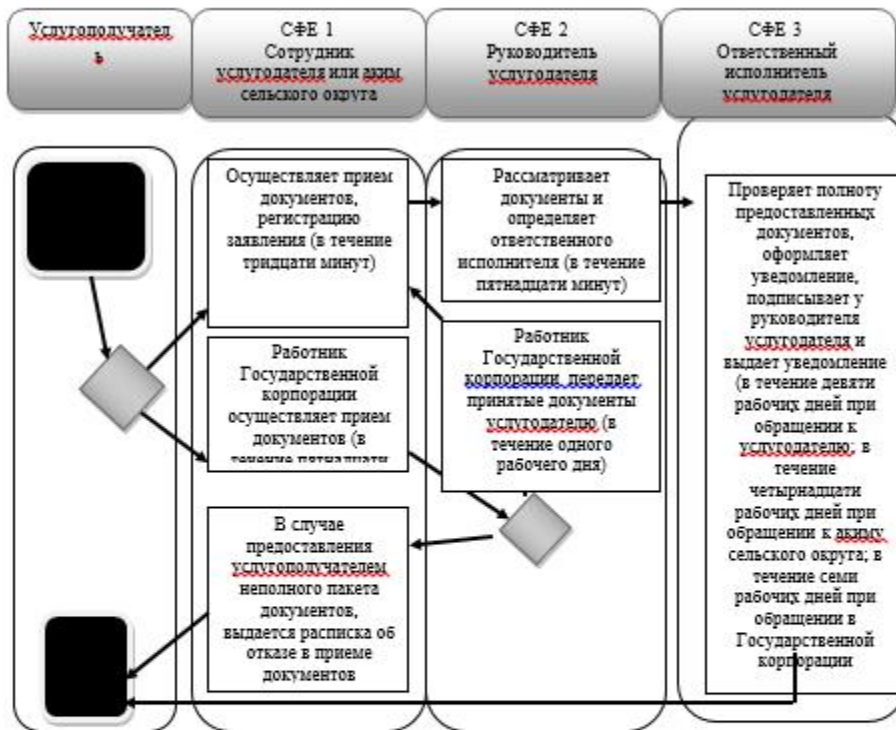 Услугополучател
ь
СФЕ 1
Сотрудник
услугодателя или аким
сельского округа
СФЕ 2
Руководитель
услугодателя
СФЕ 3
Ответственный
исполнитель
услугодателя
Осуществляет прием
документов,
регистрацию
заявления (в течение
тридцати минут)
Рассматривает
документы и
определяет
ответственного
исполнителя (в течение
пятнадцати минут)
Проверяет полноту
предоставленных
документов,
оформляет
уведомление,
подписывает у
руководителя
услугодателя и
выдает уведомление
(в течение девяти
рабочих дней при
обращении к
услугодателю; в
течение
четырнадцати
рабочих дней при
обращении к акиму
сельского округа; в
течение семи
рабочих дней при
обращении в
Государственной
корпорации
Работник
Государственной
корпорации
осуществляет прием
документов (в
течение пятнадцати
Работник
Государственной
корпорации передает
принятые документы
услугодателю (в
течение одного
рабочего дня)
В случае
предоставления
услугополучателем
неполного пакета
документов,
выдается расписка об
отказе в приеме
документов